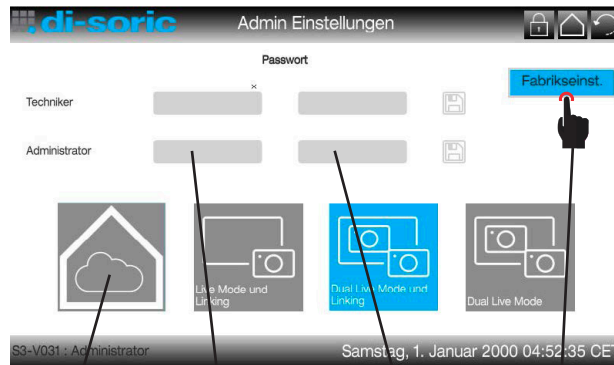 di-soric
Admin Einstellungen
Passwort
Fabrikseinst.
x
Techniker
Administrator
Live Mode und
Linking
Dual Live Mode und
Linking
Dual Live Mode
S3-V031 : Administrator
Samstag, 1. Januar 2000 04:52:35 CET